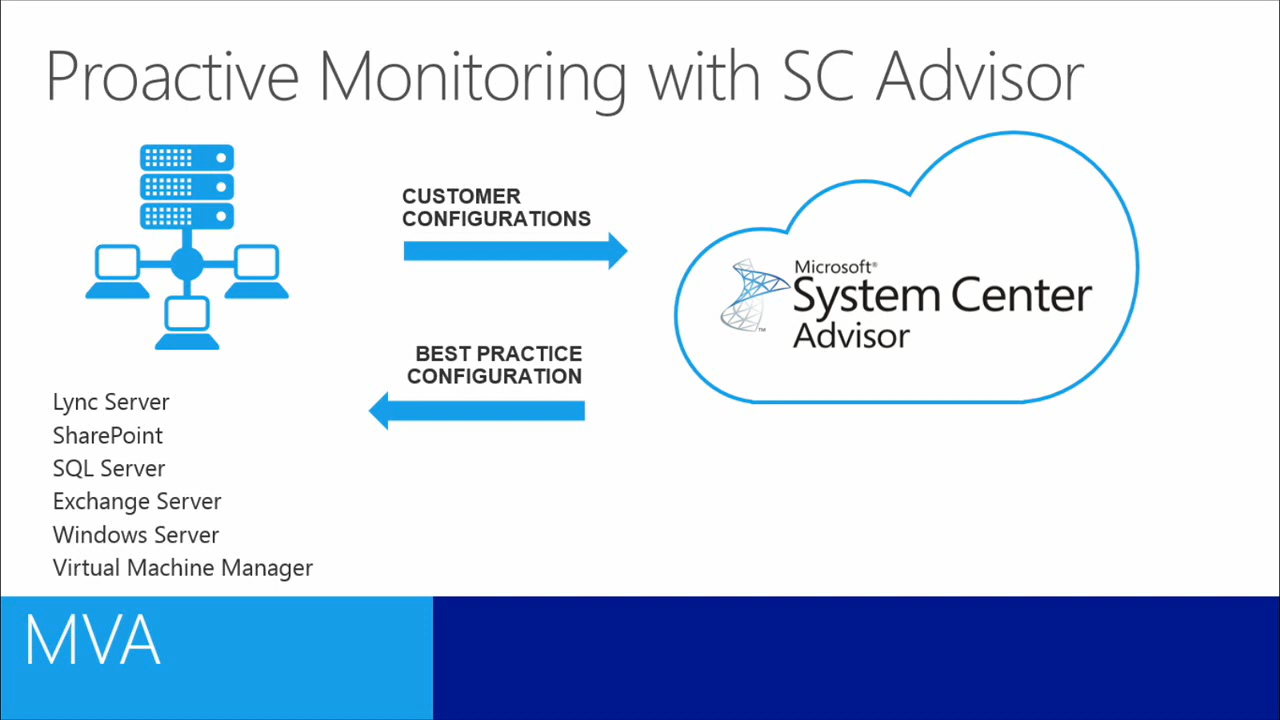 Proactive Monitoring with SC Advisor
CUSTOMER
CONFIGURATIONS
Microsoft®
System Center
Advisor
™
BEST PRACTICE
CONFIGURATION
Lync Server
SharePoint
SQL Server
Exchange Server
Windows Server
Virtual Machine Manager
MVA